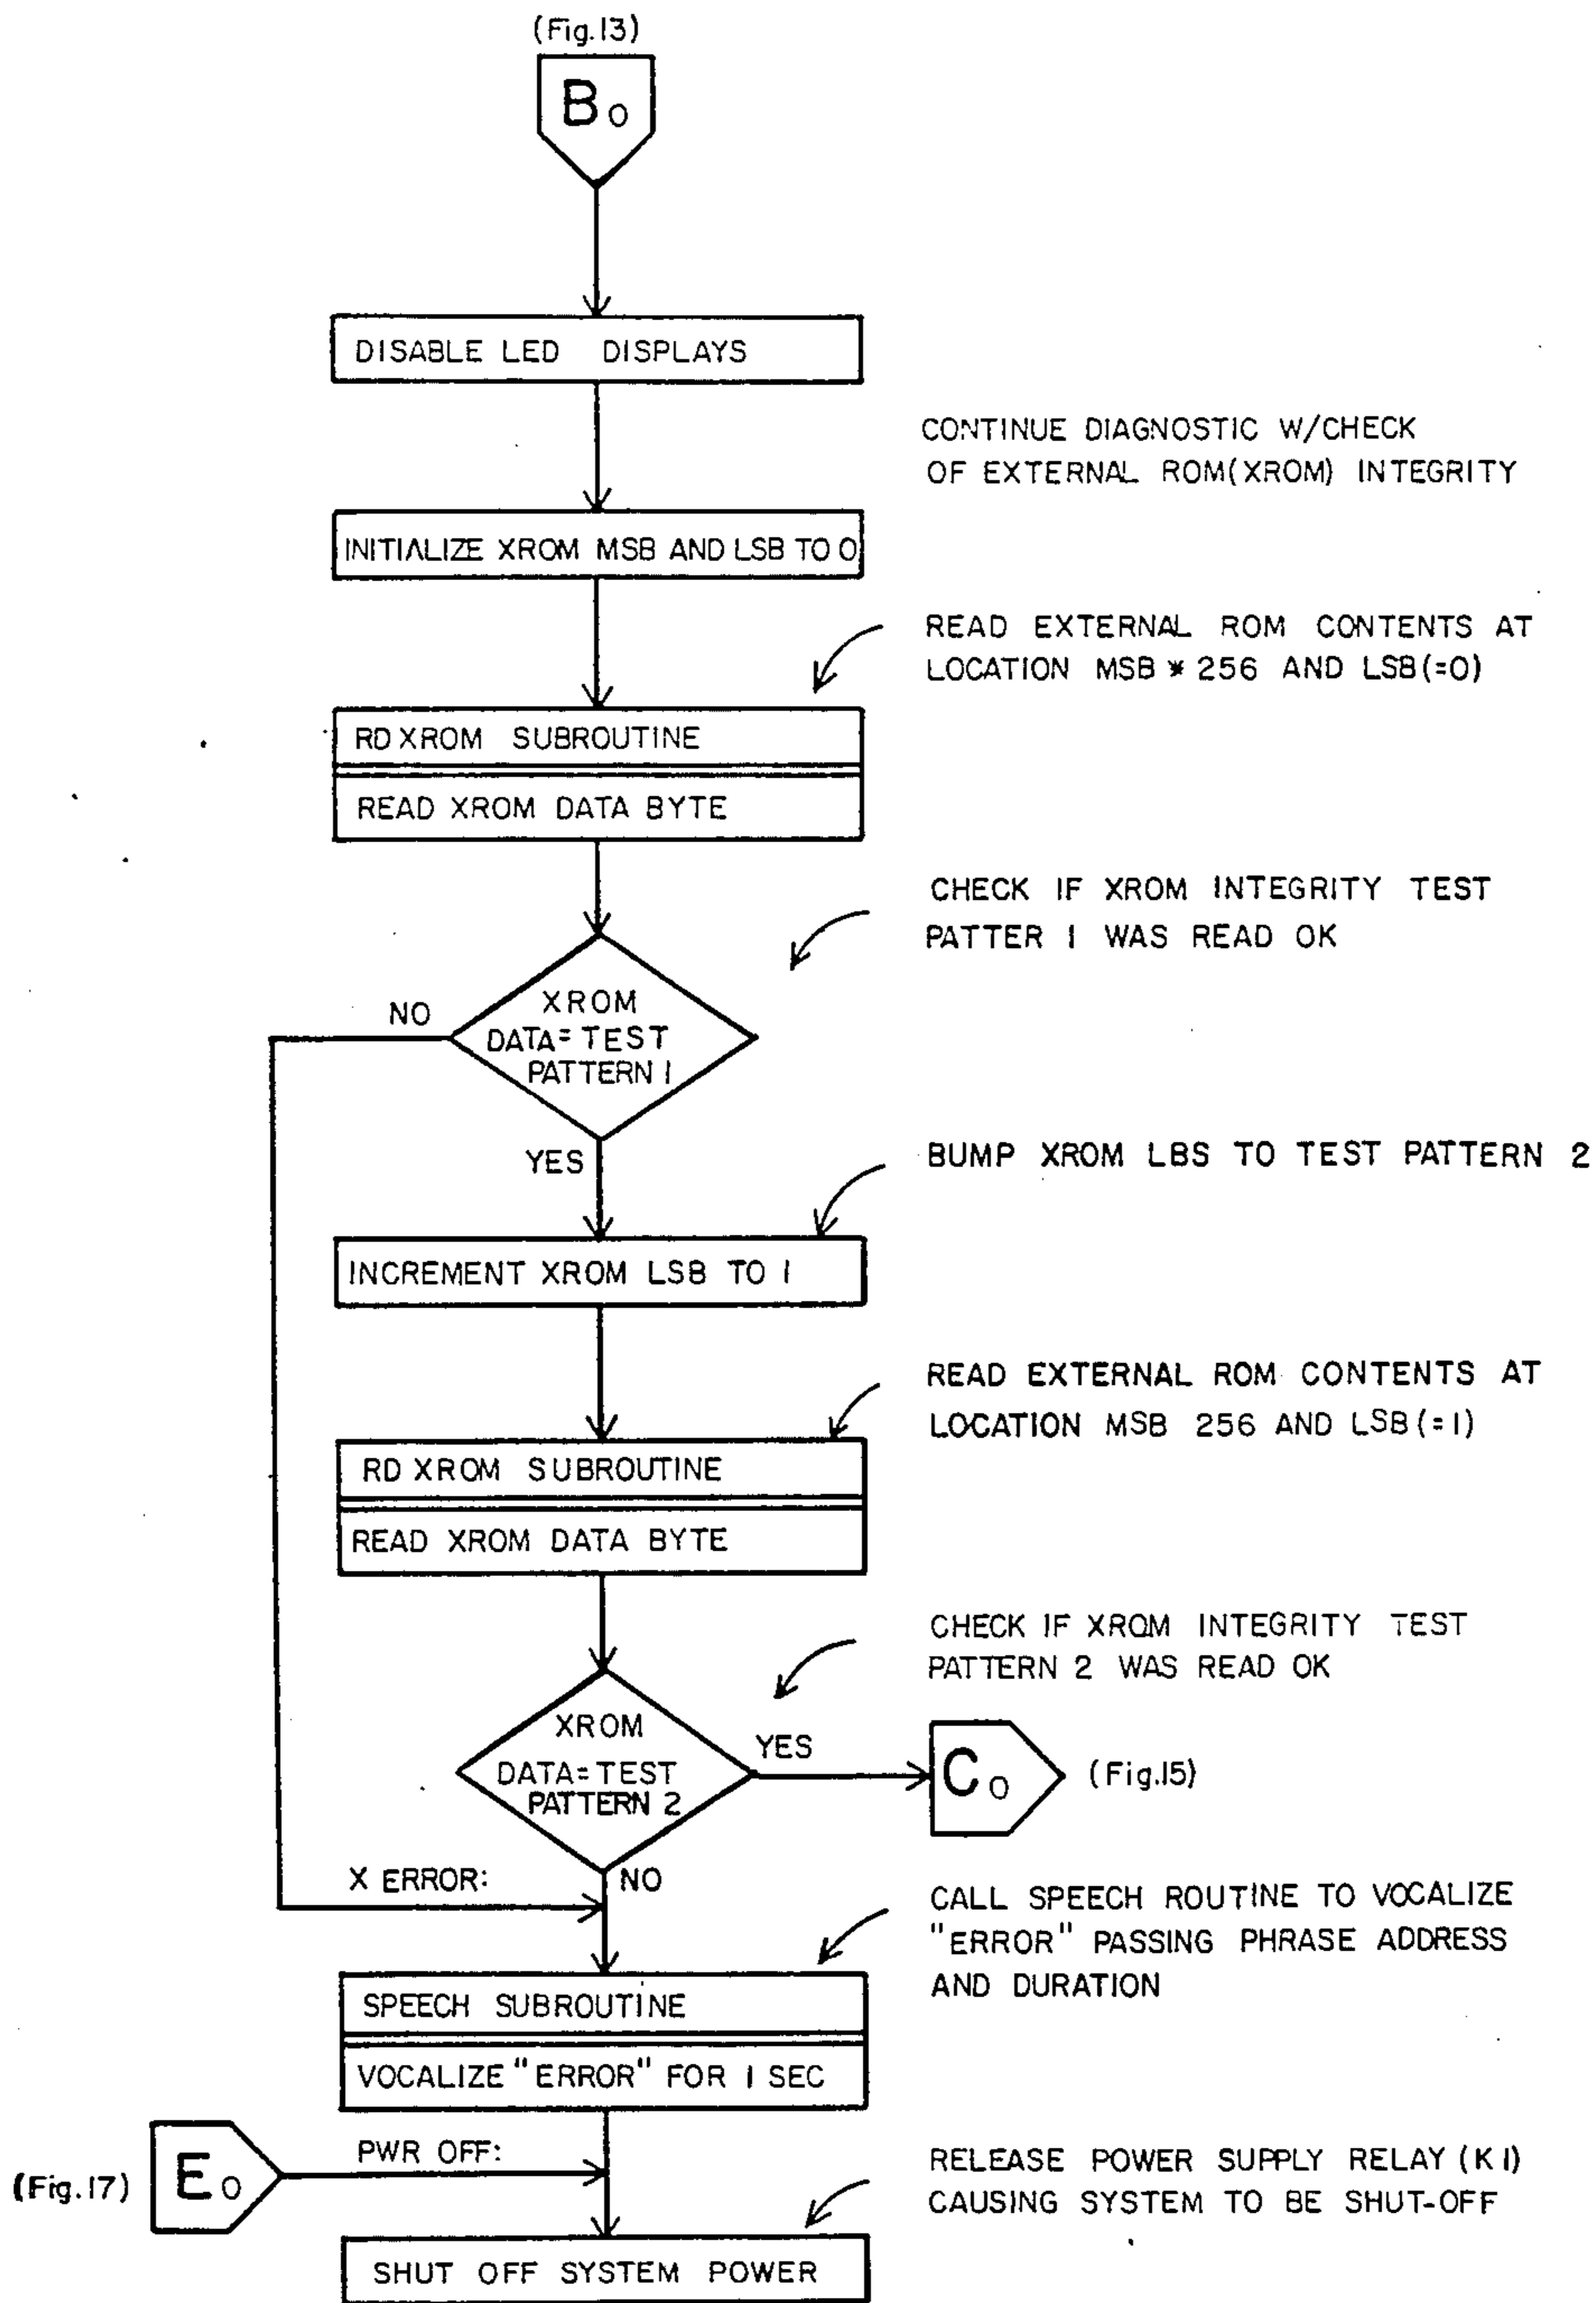 (Fig.13)
B0
DISABLE LED DISPLAYS
CONTINUE DIAGNOSTIC W/CHECK
OF EXTERNAL ROM(XROM) INTEGRITY
INITIALIZE XROM MSB AND LSB TO 0
READ EXTERNAL ROM CONTENTS AT
LOCATION MSB * 256 AND LSB(=0)
RD XROM SUBROUTINE
READ XROM DATA BYTE
CHECK IF XROM INTEGRITY TEST
PATTER 1 WAS READ OK
NO
XROM
DATA=TEST
PATTERN 1
YES
BUMP XROM LBS TO TEST PATTERN 2
INCREMENT XROM LSB TO 1
READ EXTERNAL ROM CONTENTS AT
LOCATION MSB 256 AND LSB(=1)
RD XROM SUBROUTINE
READ XROM DATA BYTE
CHECK IF XROM INTEGRITY TEST
PATTERN 2 WAS READ OK
XROM
DATA=TEST
PATTERN 2
YES
C0
(Fig.15)
X ERROR:
NO
CALL SPEECH ROUTINE TO VOCALIZE
"ERROR" PASSING PHRASE ADDRESS
AND DURATION
SPEECH SUBROUTINE
VOCALIZE "ERROR" FOR 1 SEC
(Fig.17)
E0
PWR OFF:
RELEASE POWER SUPPLY RELAY (K1)
CAUSING SYSTEM TO BE SHUT-OFF
SHUT OFF SYSTEM POWER